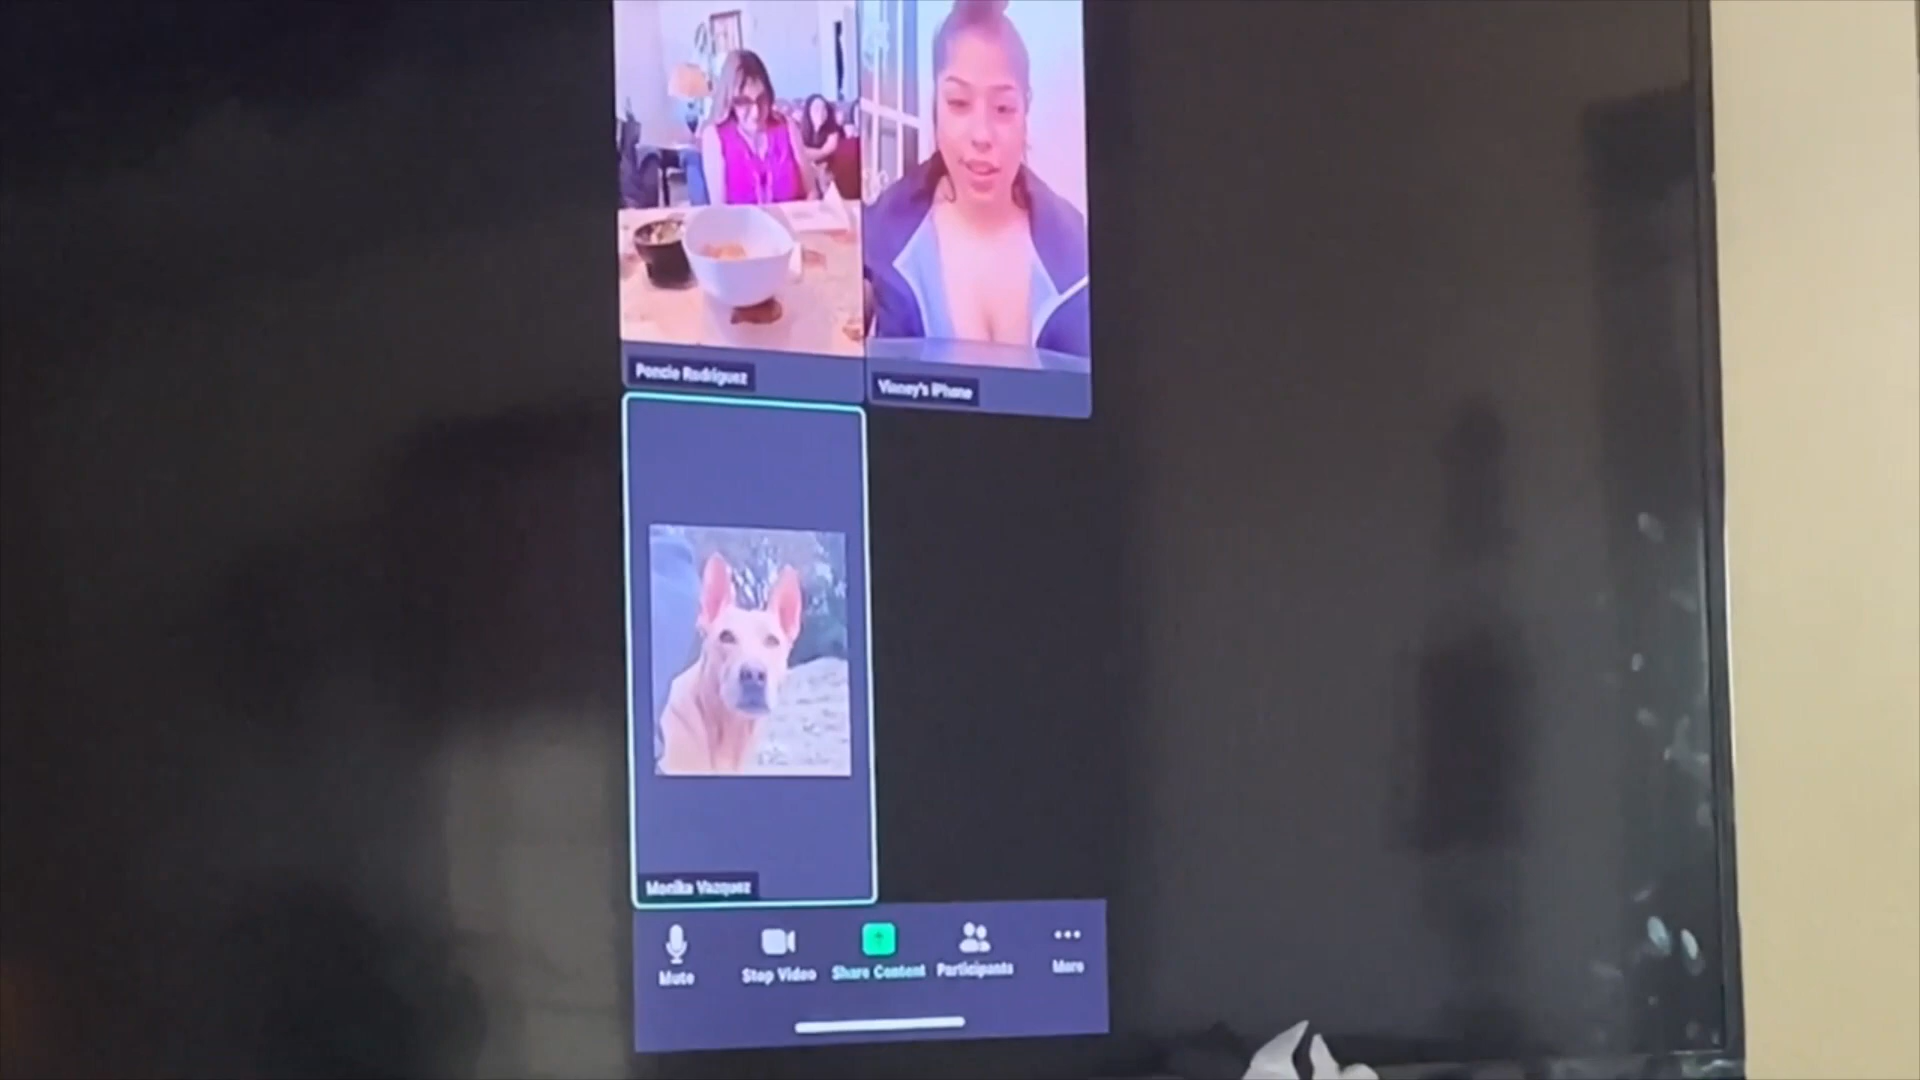 Poncie Rodriguez
Vianey's iPhone
Monika Vazquez
Mute
Stop Video
Share Content
Participants
More